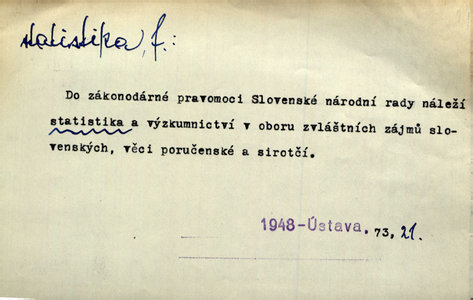 statistika, f.:
Do zákonodárné pravomoci Slovenské národní rady náleží
statistika a výzkumnictví v oboru zvláštních zájmů slo-
venských, věci poručenské a sirotčí.
1948-Ústava. 73, 21.